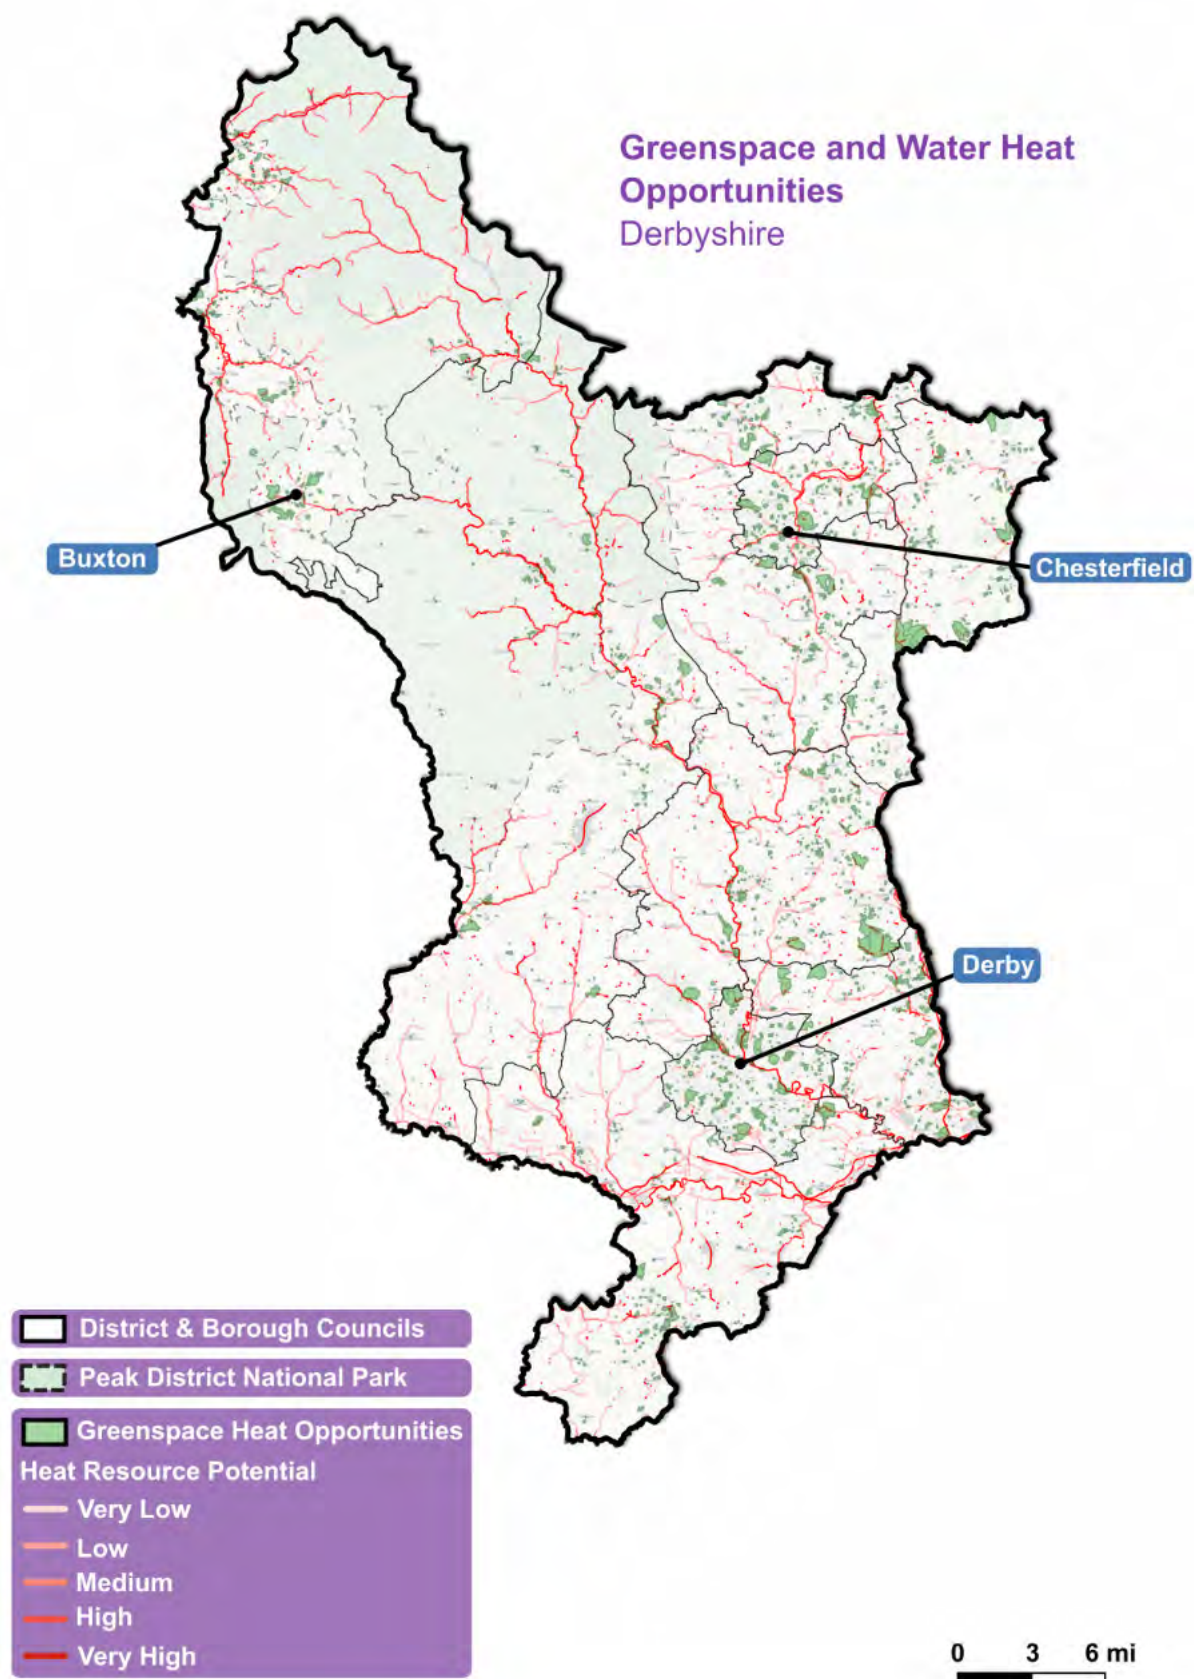 Greenspace and Water Heat
Opportunities
Derbyshire
Buxton
Chesterfield
Derby
District & Borough Councils
Peak District National Park
Greenspace Heat Opportunities
Heat Resource Potential
Very Low
Low
Medium
High
Very High
0 3 6 mi